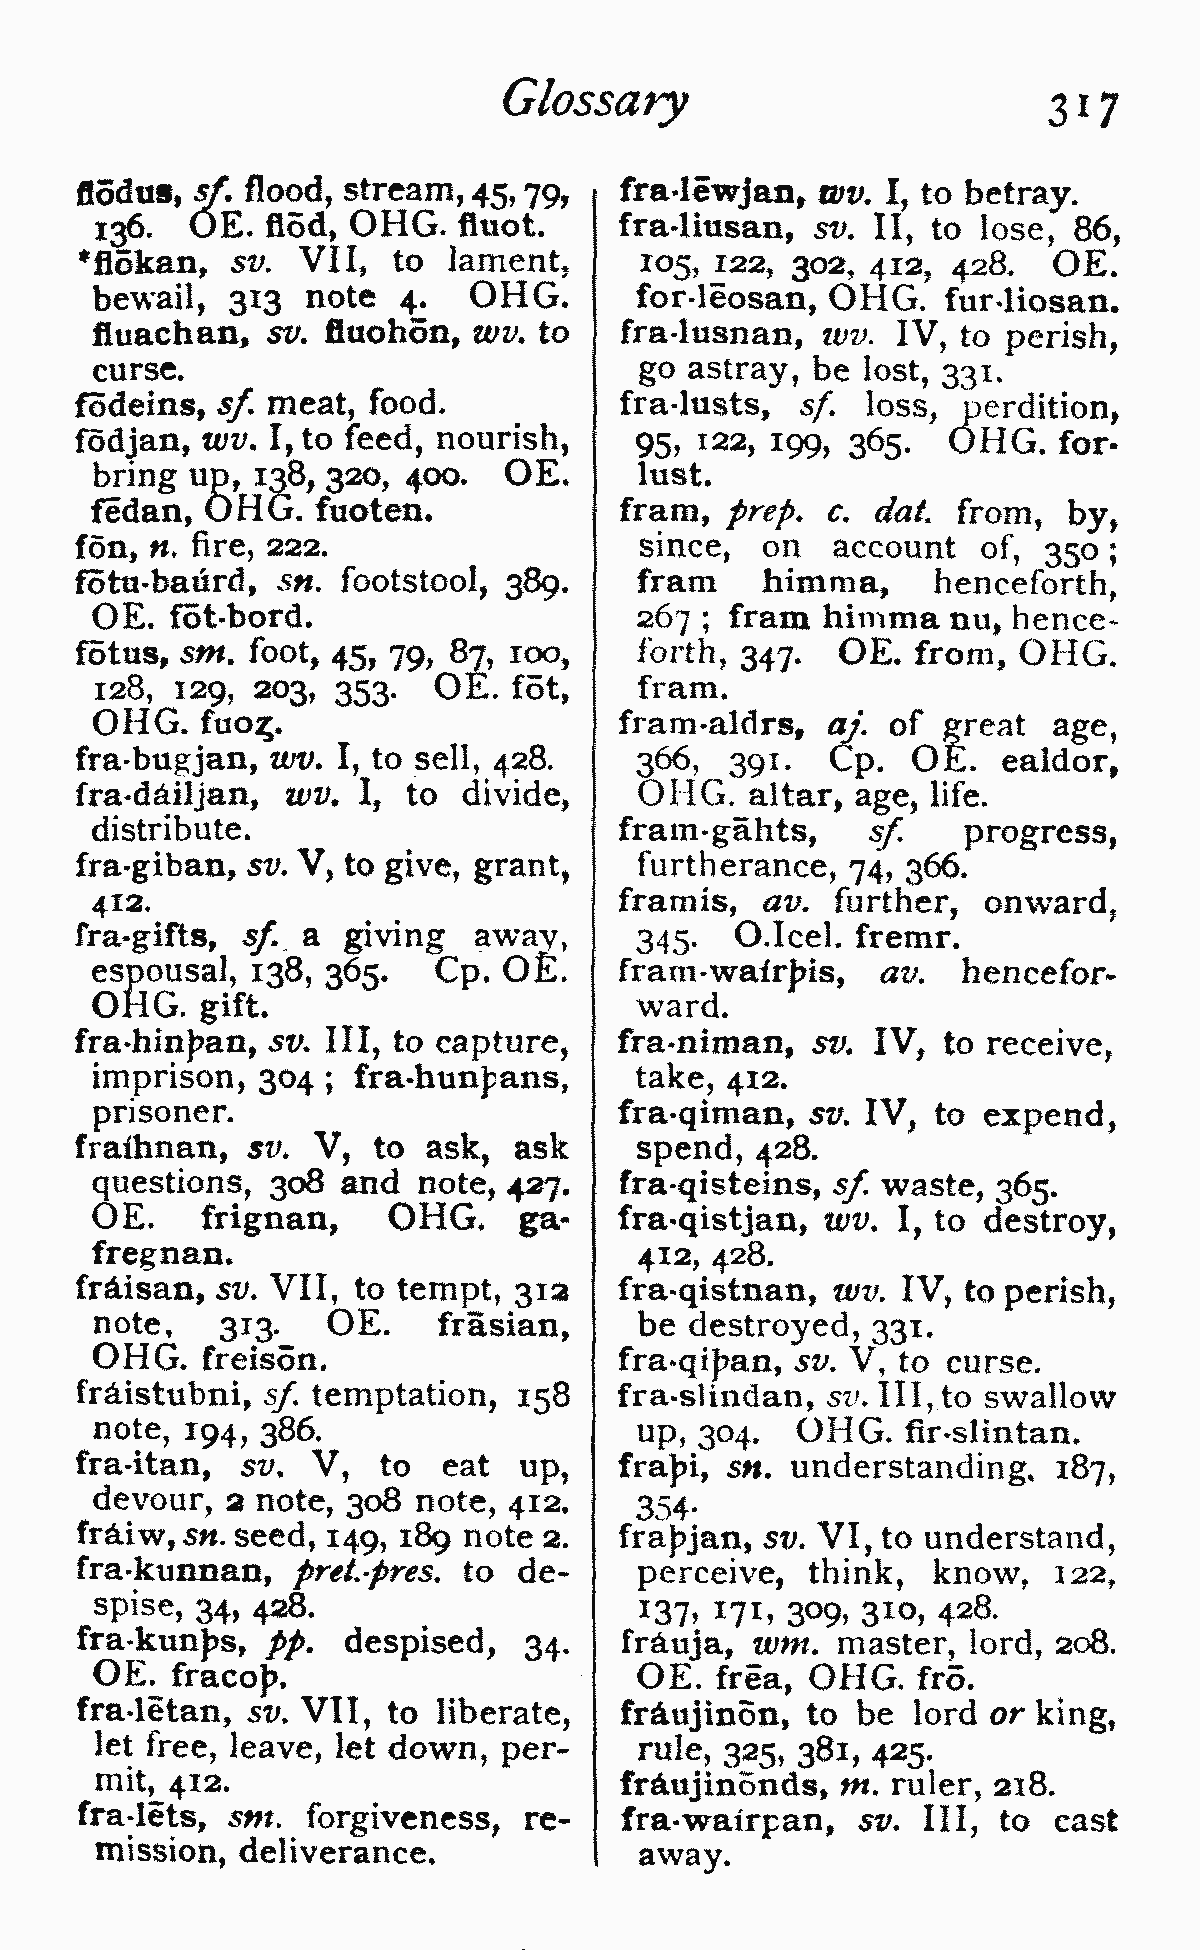 Glossary 317
flōdus, sf. flood, stream, 45, 79,
136. OE. flōd, OHG. fluot.
*flōkan, sv. VII, to lament,
bewail, 313 note 4. OHG.
fluachan, sv. fluohōn, wv. to
curse.
fōdeins, sf. meat, food.
fōdjan, wv. I, to feed, nourish,
bring up, 138, 320, 400. OE.
fēdan, OHG. fuoten.
fōn, n. fire, 222.
fōtu-baúrd, sn. footstool, 389.
OE. fōt-bord.
fōtus, sm. foot, 45, 79, 87, 100,
128, 129, 203, 353. OE. fōt,
OHG. fuoʒ.
fra-bugjan, wv. I, to sell, 428.
fra-dáiljan, wv. I, to divide,
distribute.
fra-giban, sv. V, to give, grant,
412.
fra-gifts, sf. a giving away,
espousal, 138, 365. Cp. OE.
OHG. gift.
fra-hinþan, sv. III, to capture,
imprison, 304 ; fra-hunþans,
prisoner.
fraíhnan, sv. V, to ask, ask
questions, 308 and note, 427.
OE. frignan, OHG. ga-
fregnan.
fráisan, sv. VII, to tempt, 312
note, 313. OE. frāsian,
OHG. freisōn.
fráistubni, sf. temptation, 158
note, 194, 386.
fra-itan, sv. V, to eat up,
devour, 2 note, 308 note, 412.
fráiw, sn. seed, 149, 189 note 2.
fra-kunnan, pret.-pres. to de-
spise, 34, 428.
fra-kunþs, pp. despised, 34.
OE. fracoþ.
fra-lētan, sv. VII, to liberate,
let free, leave, let down, per-
mit, 412.
fra-lēts, sm. forgiveness, re-
mission, deliverance.
fra-lēwjan, wv. I, to betray.
fra-liusan, sv. II, to lose, 86,
105, 122, 302, 412, 428. OE.
for-lēosan, OHG. fur-liosan.
fra-lusnan, wv. IV, to perish,
go astray, be lost, 331.
fra-lusts, sf. loss, perdition,
95, 122, 199, 365. OHG. for-
lust.
fram, prep. c. dat. from, by,
since, on account of, 350 ;
fram himma, henceforth,
267 ; fram himma nu, hence-
forth, 347. OE. from, OHG.
fram.
fram-aldrs, aj. of great age,
366, 391. Cp. OE. ealdor,
OHG. altar, age, life.
fram-gāhts, sf. progress,
furtherance, 74, 366.
framis, av. further, onward,
345. O.Icel. fremr.
fram-waírþis, av. hencefor-
ward.
fra-niman, sv. IV, to receive,
take, 412.
fra-qiman, sv. IV, to expend,
spend, 428.
fra-qisteins, sf. waste, 365.
fra-qistjan, wv. I, to destroy,
412, 428.
fra-qistnan, wv. IV, to perish,
be destroyed, 331.
fra-qiþan, sv. V, to curse.
fra-slindan, sv. III, to swallow
up, 304. OHG. fir-slintan.
fraþi, sn. understanding, 187,
354.
fraþjan, sv. VI, to understand,
perceive, think, know, 122,
137, 171, 309, 310, 428.
fráuja, wm. master, lord, 208.
OE. frēa, OHG. frō.
fráujinōn, to be lord or king,
rule, 325, 381, 425.
fráujinōnds, m. ruler, 218.
fra-waírpan, sv. III, to cast
away.